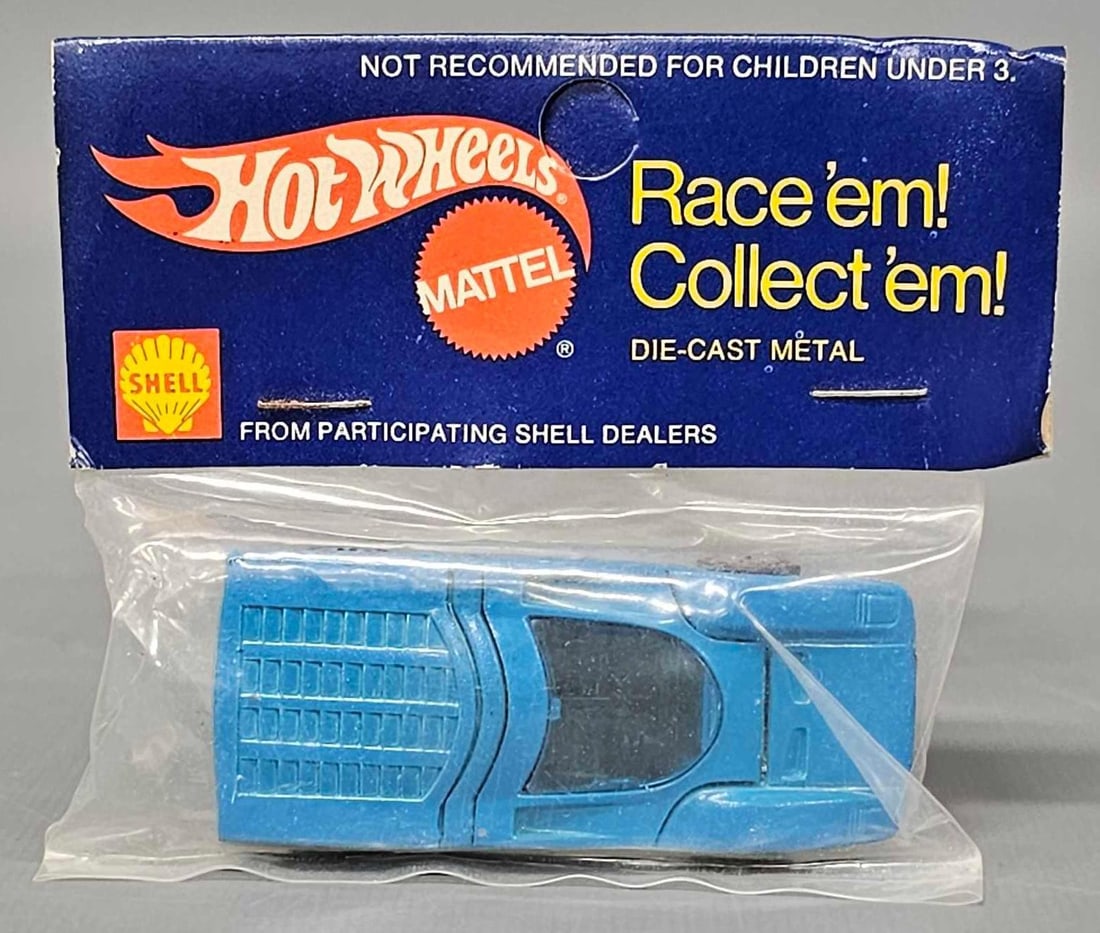 NOT RECOMMENDED FOR CHILDREN UNDER 3.
HOT WHEELS®
MATTEL®
Race 'em!
Collect 'em!
DIE-CAST METAL
SHELL
FROM PARTICIPATING SHELL DEALERS